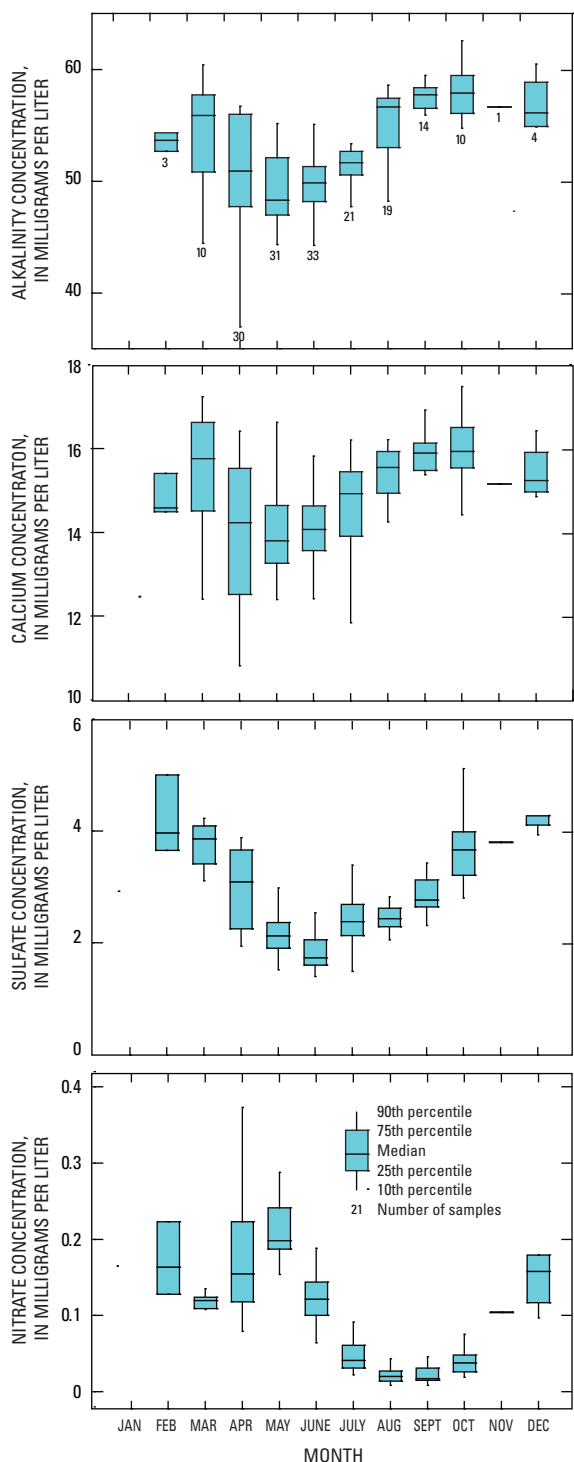 ALKALINITY CONCENTRATION,
IN MILLIGRAMS PER LITER
60
50
40
3
10
30
31
33
21
19
14
10
1
4
CALCIUM CONCENTRATON,
IN MILLIGRAMS PER LITER
18
16
14
12
10
SULFATE CONCENTRATION,
IN MILLIGRAMS PER LITER
6
4
2
0
NITRATE CONCENTRATION,
IN MILLIGRAMS PER LITER
0.4
0.3
0.2
0.1
0
90th percentile
75th percentile
Median
25th percentile
10th percentile
21 Number of samples
JAN FEB MAR APR MAY JUNE JULY AUG SEPT OCT NOV DEC
MONTH